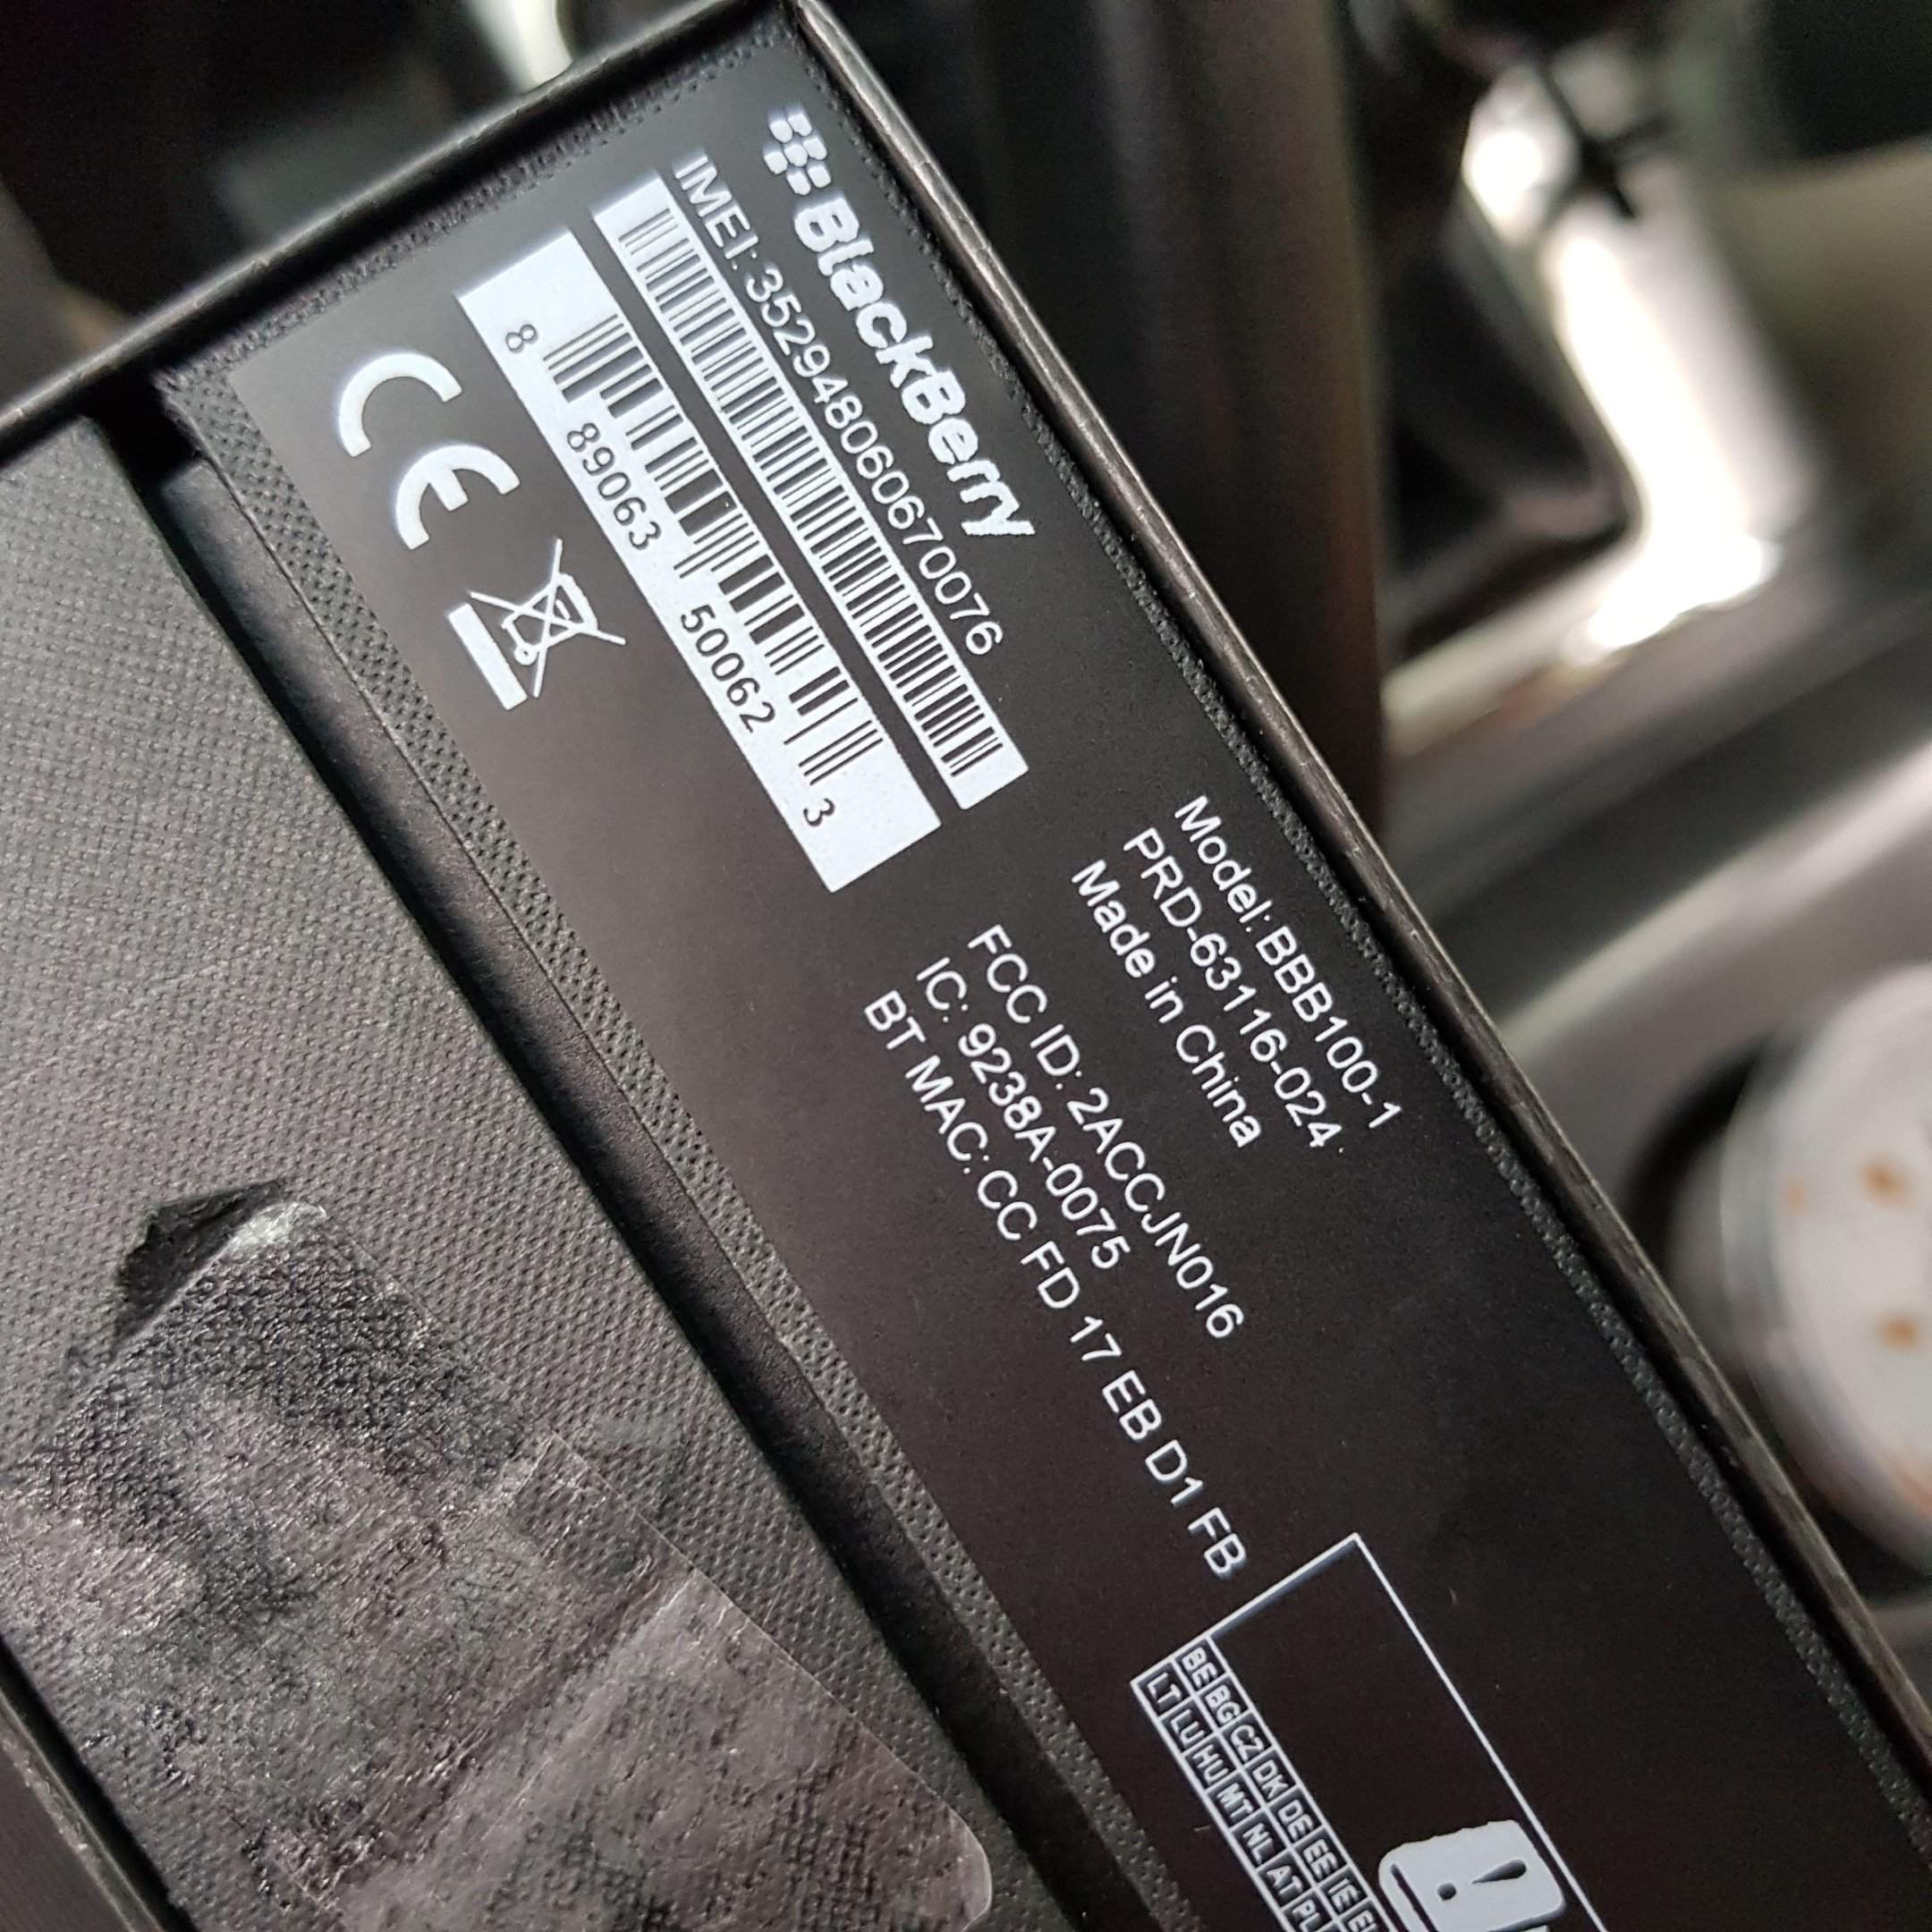 BlackBerry
IMEI: 352948060670076
8 89063 50062 3
CE
Model: BBB100-1
PRD-63116-024
Made in China
FCC ID: 2ACCJN016
IC: 9238A-0075
BT MAC: CC FD 17 EB D1 FB
BE BG CZ DK DE EE IE
LT LU HU MT NL AT PL
!